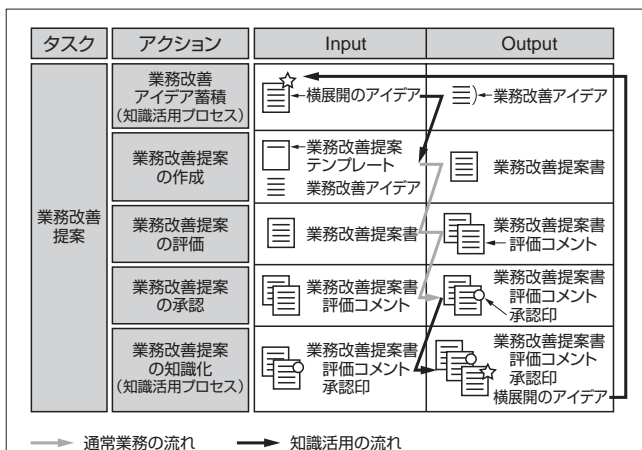 タスク
アクション
Input
Output
業務改善
提案
業務改善
アイデア蓄積
(知識活用プロセス)
横展開のアイデア
業務改善アイデア
業務改善提案
の作成
業務改善提案
テンプレート
業務改善アイデア
業務改善提案書
業務改善提案
の評価
業務改善提案書
業務改善提案書
評価コメント
業務改善提案
の承認
業務改善提案書
評価コメント
業務改善提案書
評価コメント
承認印
業務改善提案
の知識化
(知識活用プロセス)
業務改善提案書
評価コメント
承認印
業務改善提案書
評価コメント
承認印
横展開のアイデア
通常業務の流れ
知識活用の流れ